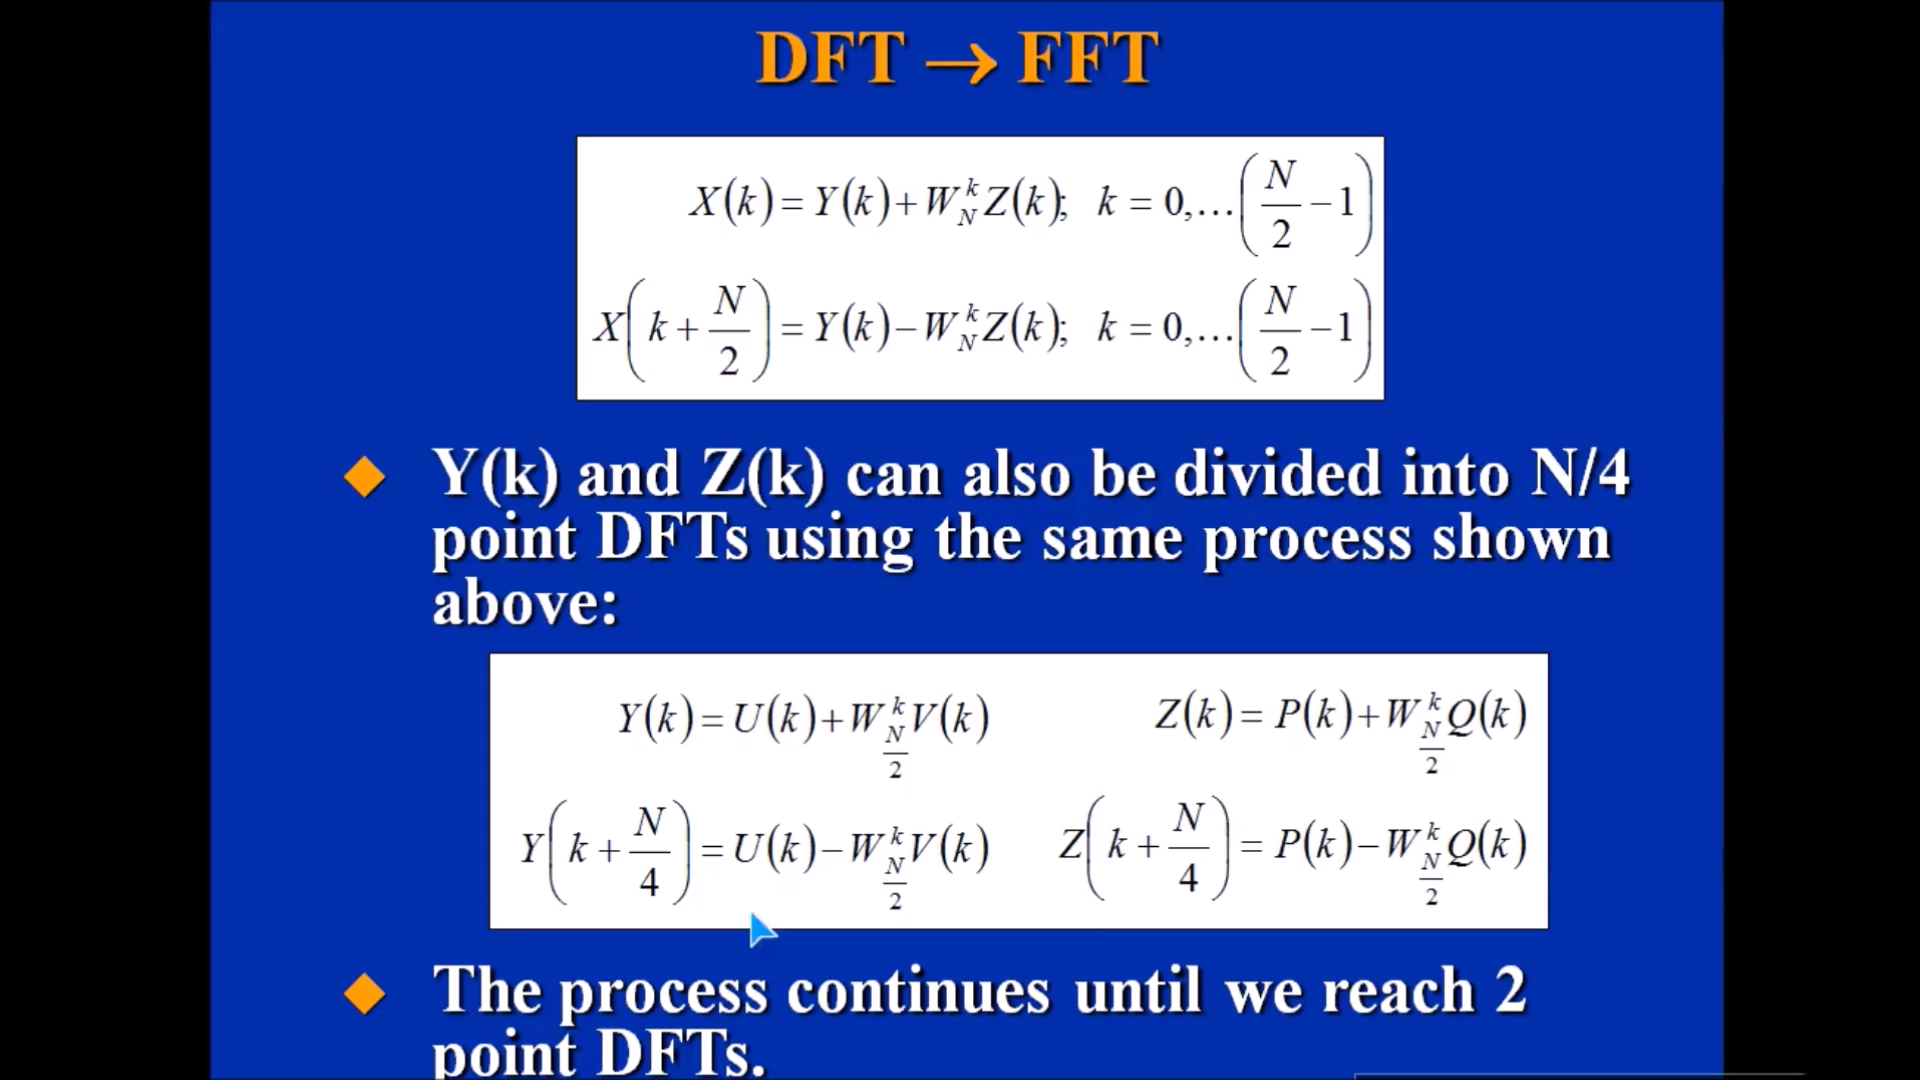 DFT → FFT
X(k) = Y(k) + W_N^k Z(k); k = 0,...(N/2 − 1)
X(k + N/2) = Y(k) − W_N^k Z(k); k = 0,...(N/2 − 1)
◆ Y(k) and Z(k) can also be divided into N/4
point DFTs using the same process shown
above:
Y(k) = U(k) + W_{N/2}^k V(k)
Y(k + N/4) = U(k) − W_{N/2}^k V(k)
Z(k) = P(k) + W_{N/2}^k Q(k)
Z(k + N/4) = P(k) − W_{N/2}^k Q(k)
◆ The process continues until we reach 2
point DFTs.